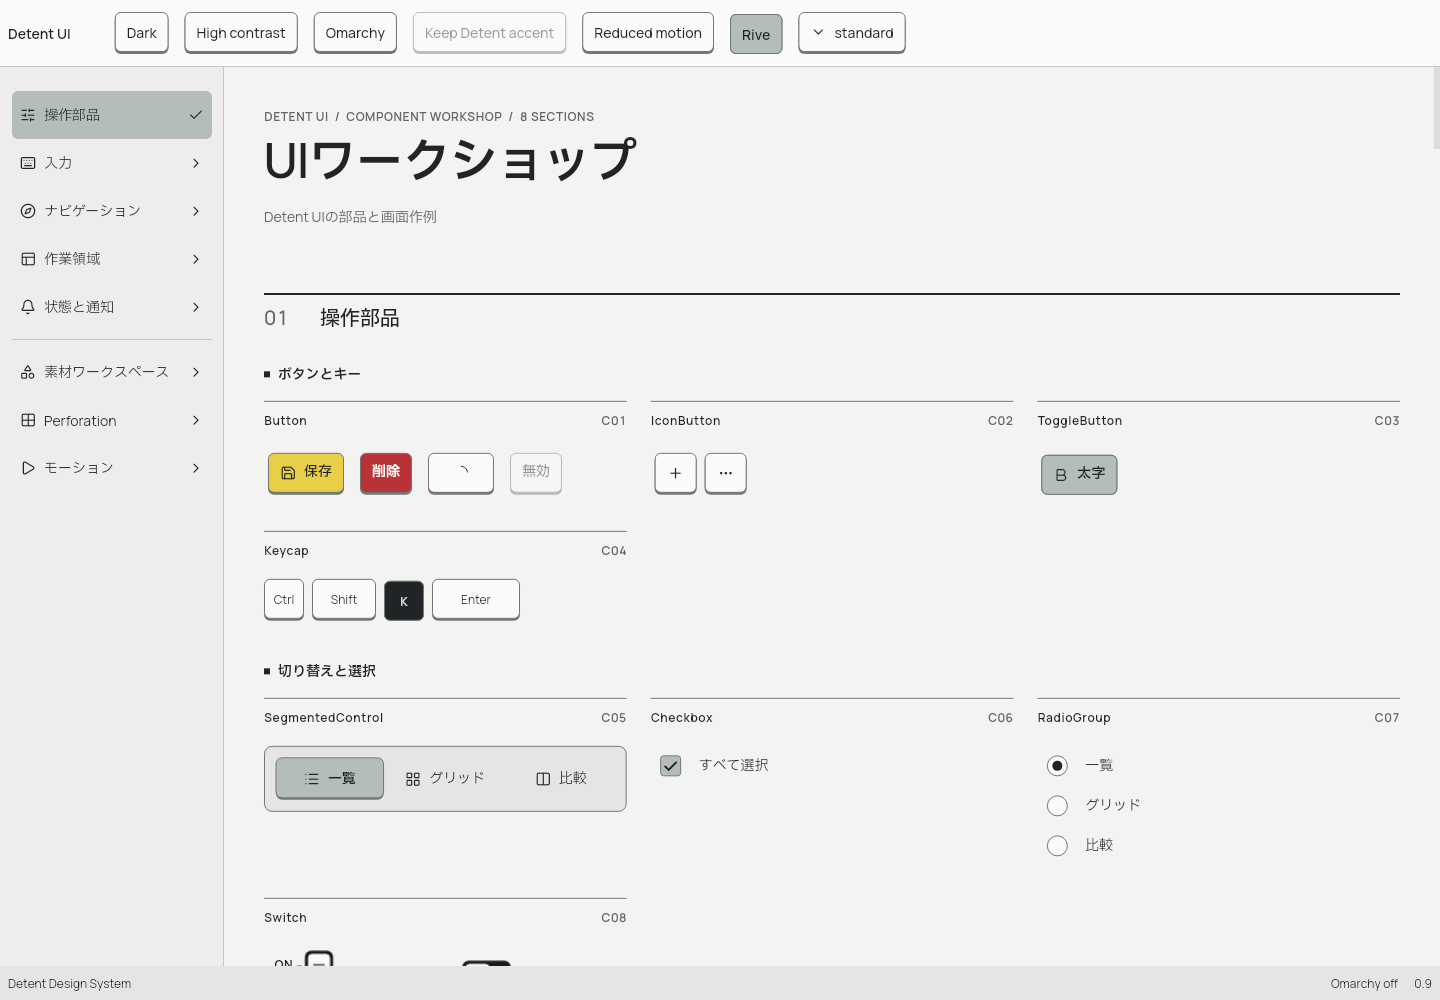 Detent UI
Dark
High contrast
Omarchy
Keep Detent accent
Reduced motion
Rive
standard
操作部品
入力
ナビゲーション
作業領域
状態と通知
素材ワークスペース
Perforation
モーション
DETENT UI / COMPONENT WORKSHOP / 8 SECTIONS
UIワークショップ
Detent UIの部品と画面作例
01 操作部品
ボタンとキー
Button C01
IconButton C02
ToggleButton C03
保存 削除 無効
太字
Keycap C04
Ctrl Shift K Enter
切り替えと選択
SegmentedControl C05
Checkbox C06
RadioGroup C07
一覧 グリッド 比較
すべて選択
一覧
グリッド
比較
Switch C08
ON
Detent Design System
Omarchy off 0.9